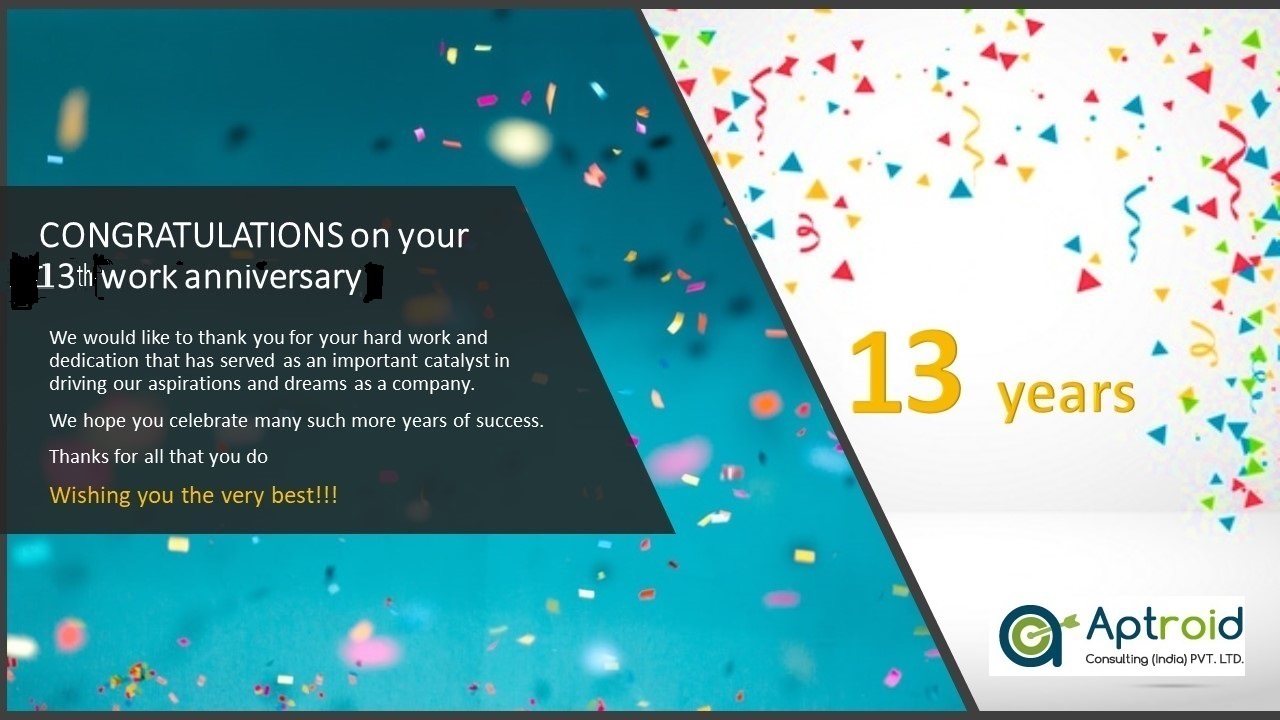 CONGRATULATIONS on your
13th work anniversary
We would like to thank you for your hard work and
dedication that has served as an important catalyst in
driving our aspirations and dreams as a company.
We hope you celebrate many such more years of success.
Thanks for all that you do
Wishing you the very best!!!
13 years
Aptroid
Consulting (India) PVT. LTD.